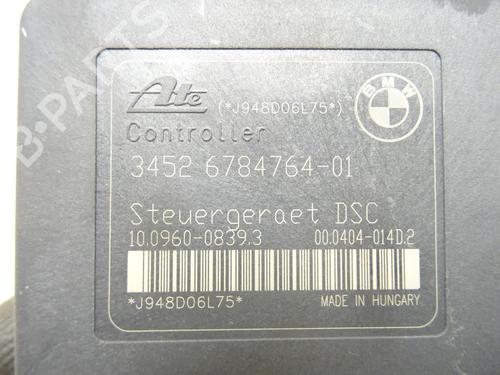 Ate (*J948D06L75*) BMW
Controller
3452 6784764-01
Steuergeraet DSC
10.0960-0839.3 00.0404-014D.2
*J948D06L75* MADE IN HUNGARY
B-PARTS